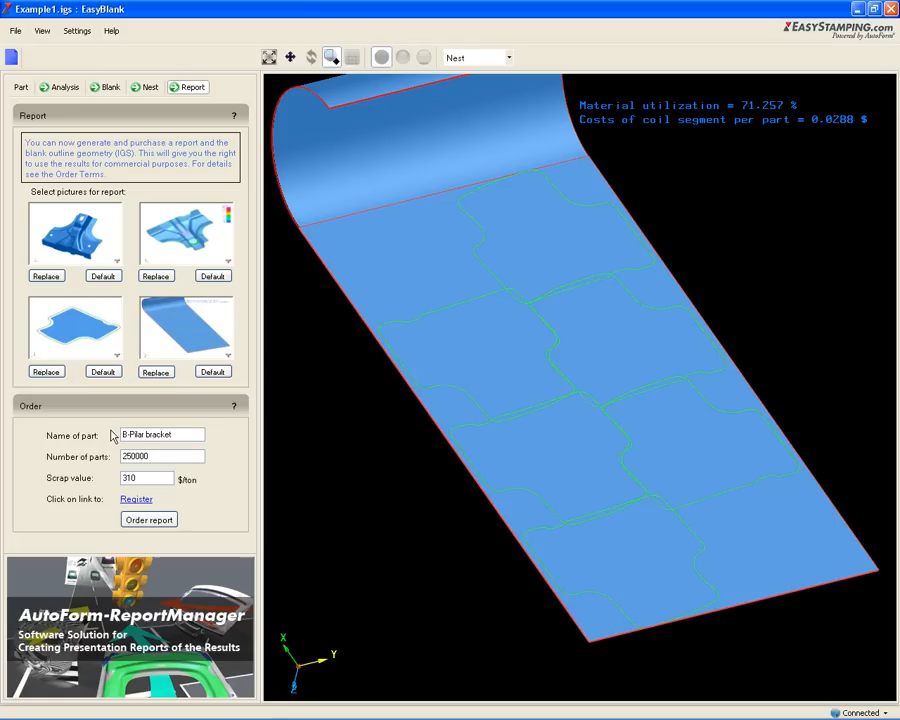 Example1.igs : EasyBlank
File View Settings Help
EASYSTAMPING.com
Powered by AutoForm
Nest
Part Analysis Blank Nest Report
Report ?
You can now generate and purchase a report and the
blank outline geometry (IGS). This will give you the right
to use the results for commercial purposes. For details
see the Order Terms.
Select pictures for report:
Replace Default Replace Default
Replace Default Replace Default
Order ?
Name of part: B-Pilar bracket
Number of parts: 250000
Scrap value: 310 $/ton
Click on link to: Register
Order report
AutoForm-ReportManager
Software Solution for
Creating Presentation Reports of the Results
Material utilization = 71.257 %
Costs of coil segment per part = 0.0288 $
X
Y
Z
Connected